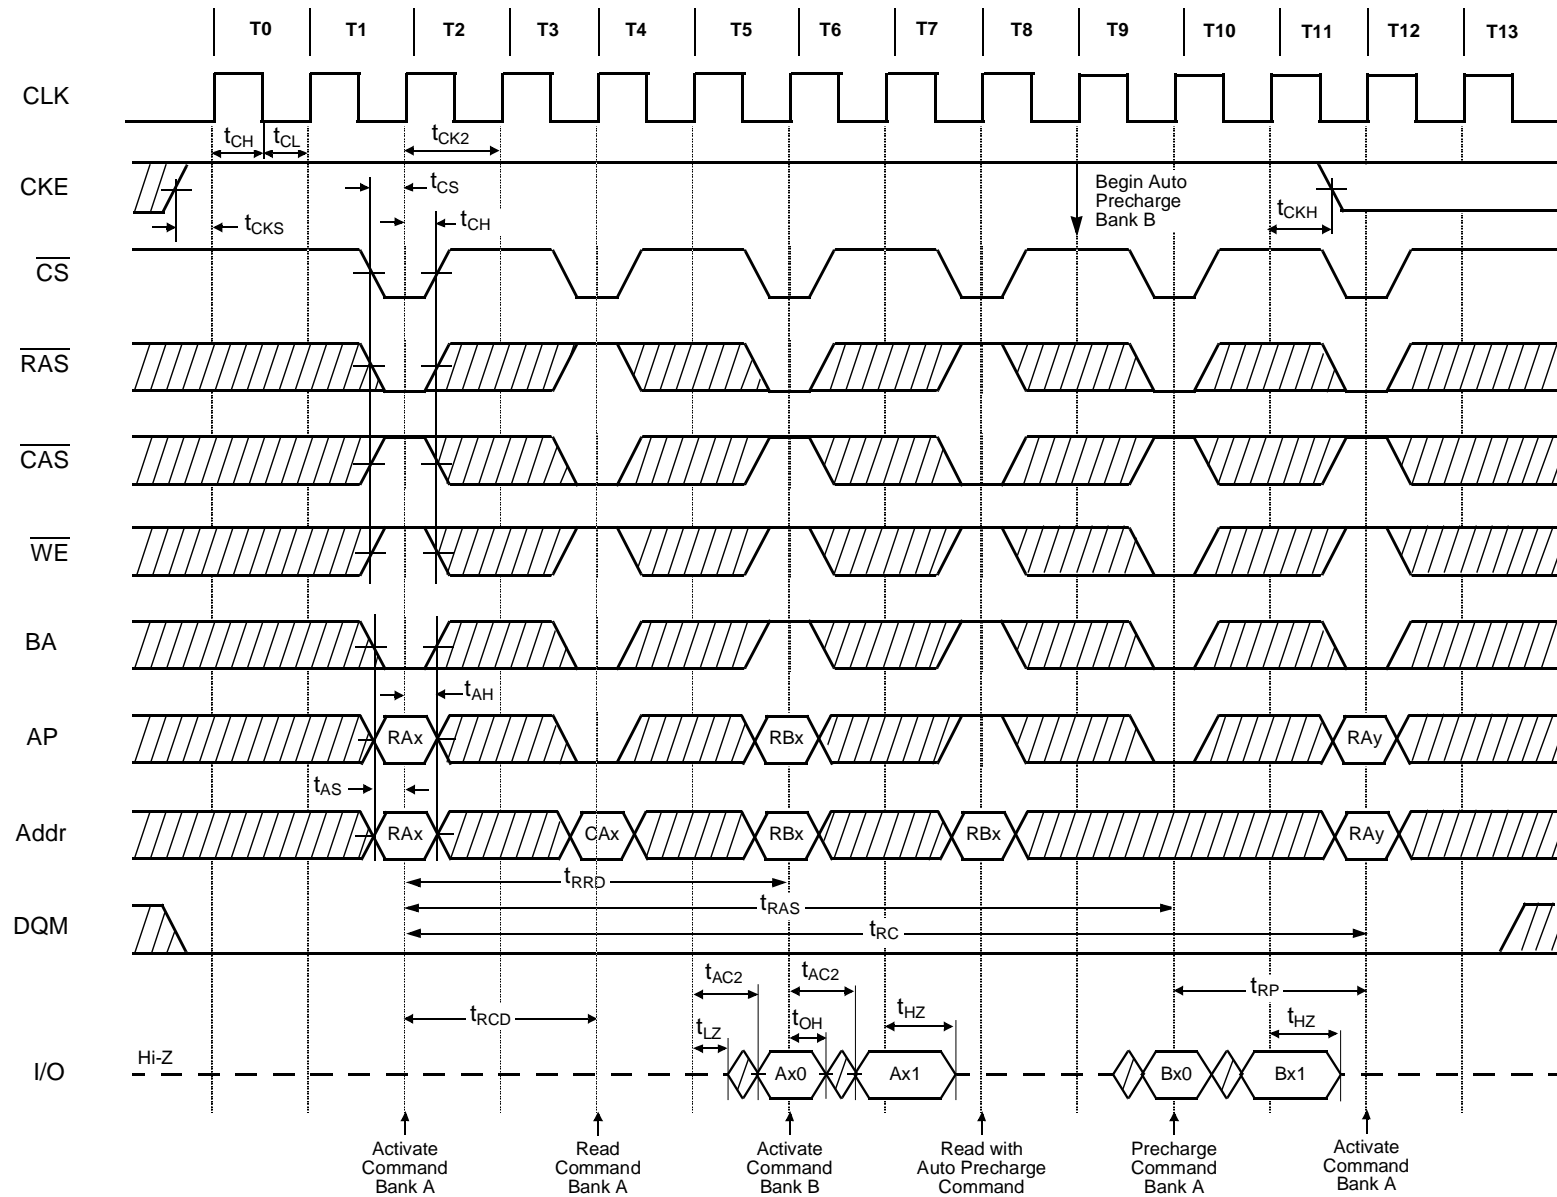 T0 T1 T2 T3 T4 T5 T6 T7 T8 T9 T10 T11 T12 T13
CLK
tCH tCL tCK2
CKE
tCS
Begin Auto
Precharge
Bank B
tCKH
tCKS
tCH
CS
RAS
CAS
WE
BA
tAH
AP RAx RBx RAy
tAS
Addr RAx CAx RBx RBx RAy
tRRD
tRAS
DQM
tRC
tAC2 tAC2
tRP
tRCD
tLZ tOH tHZ tHZ
Hi-Z
I/O Ax0 Ax1 Bx0 Bx1
Activate
Command
Bank A
Read
Command
Bank A
Activate
Command
Bank B
Read with
Auto Precharge
Command
Precharge
Command
Bank A
Activate
Command
Bank A